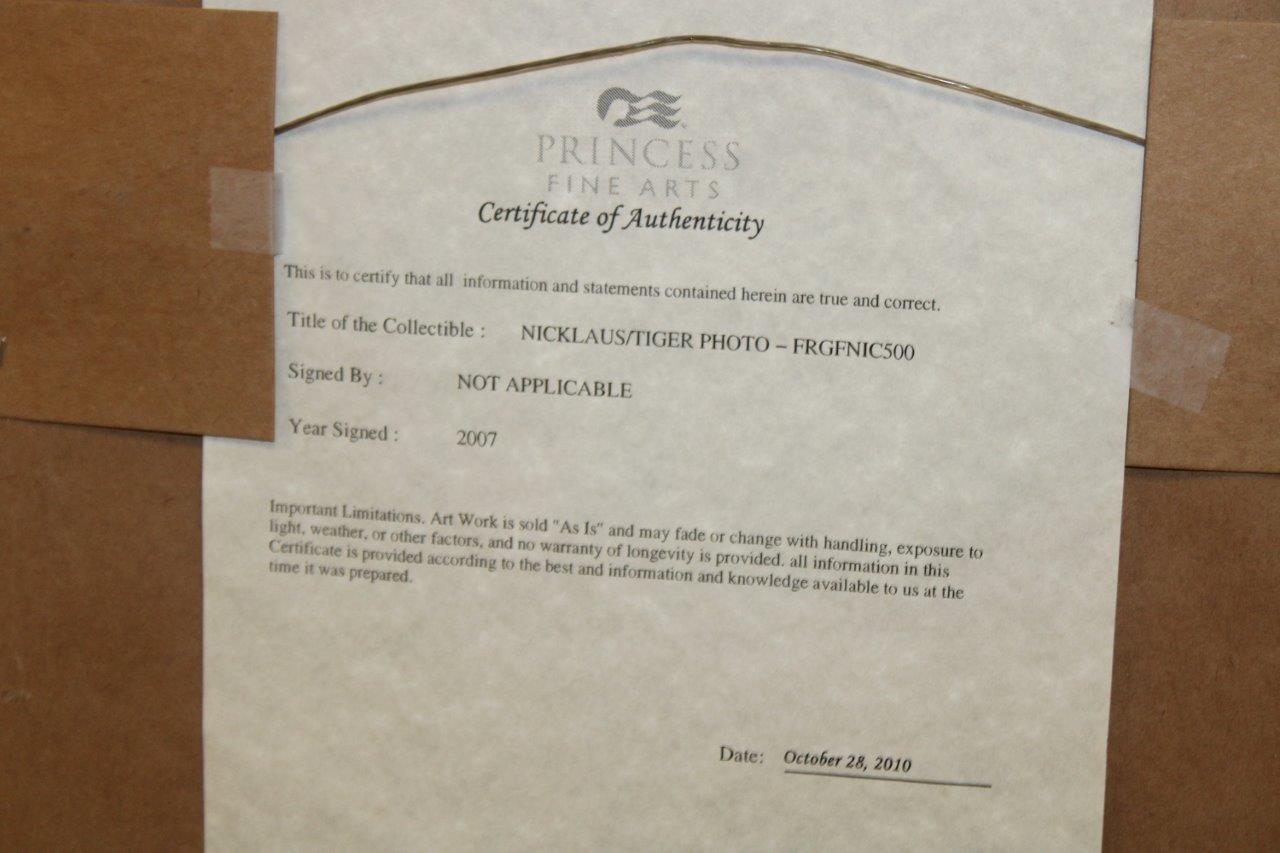 PRINCESS
FINE ARTS
Certificate of Authenticity
This is to certify that all information and statements contained herein are true and correct.
Title of the Collectible : NICKLAUS/TIGER PHOTO – FRGFNIC500
Signed By : NOT APPLICABLE
Year Signed : 2007
Important Limitations. Art Work is sold "As Is" and may fade or change with handling, exposure to
light, weather, or other factors, and no warranty of longevity is provided. all information in this
Certificate is provided according to the best and information and knowledge available to us at the
time it was prepared.
Date: October 28, 2010